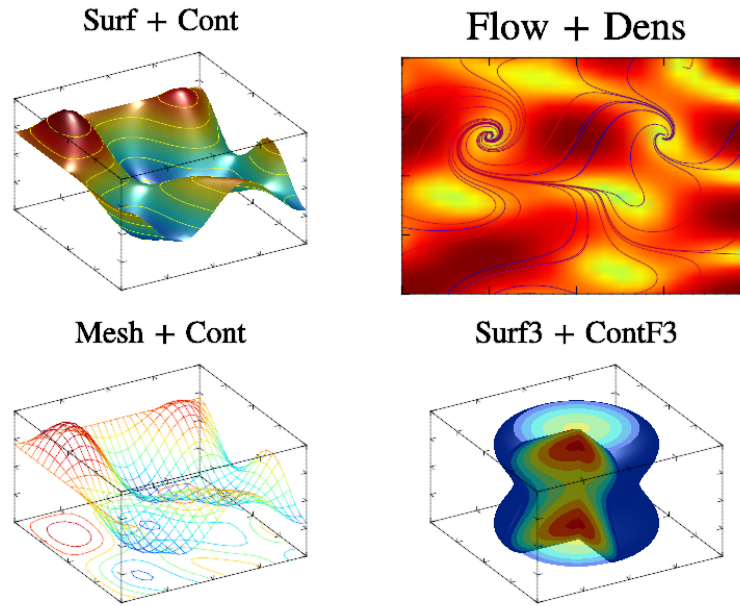 Surf + Cont
Flow + Dens
Mesh + Cont
Surf3 + ContF3